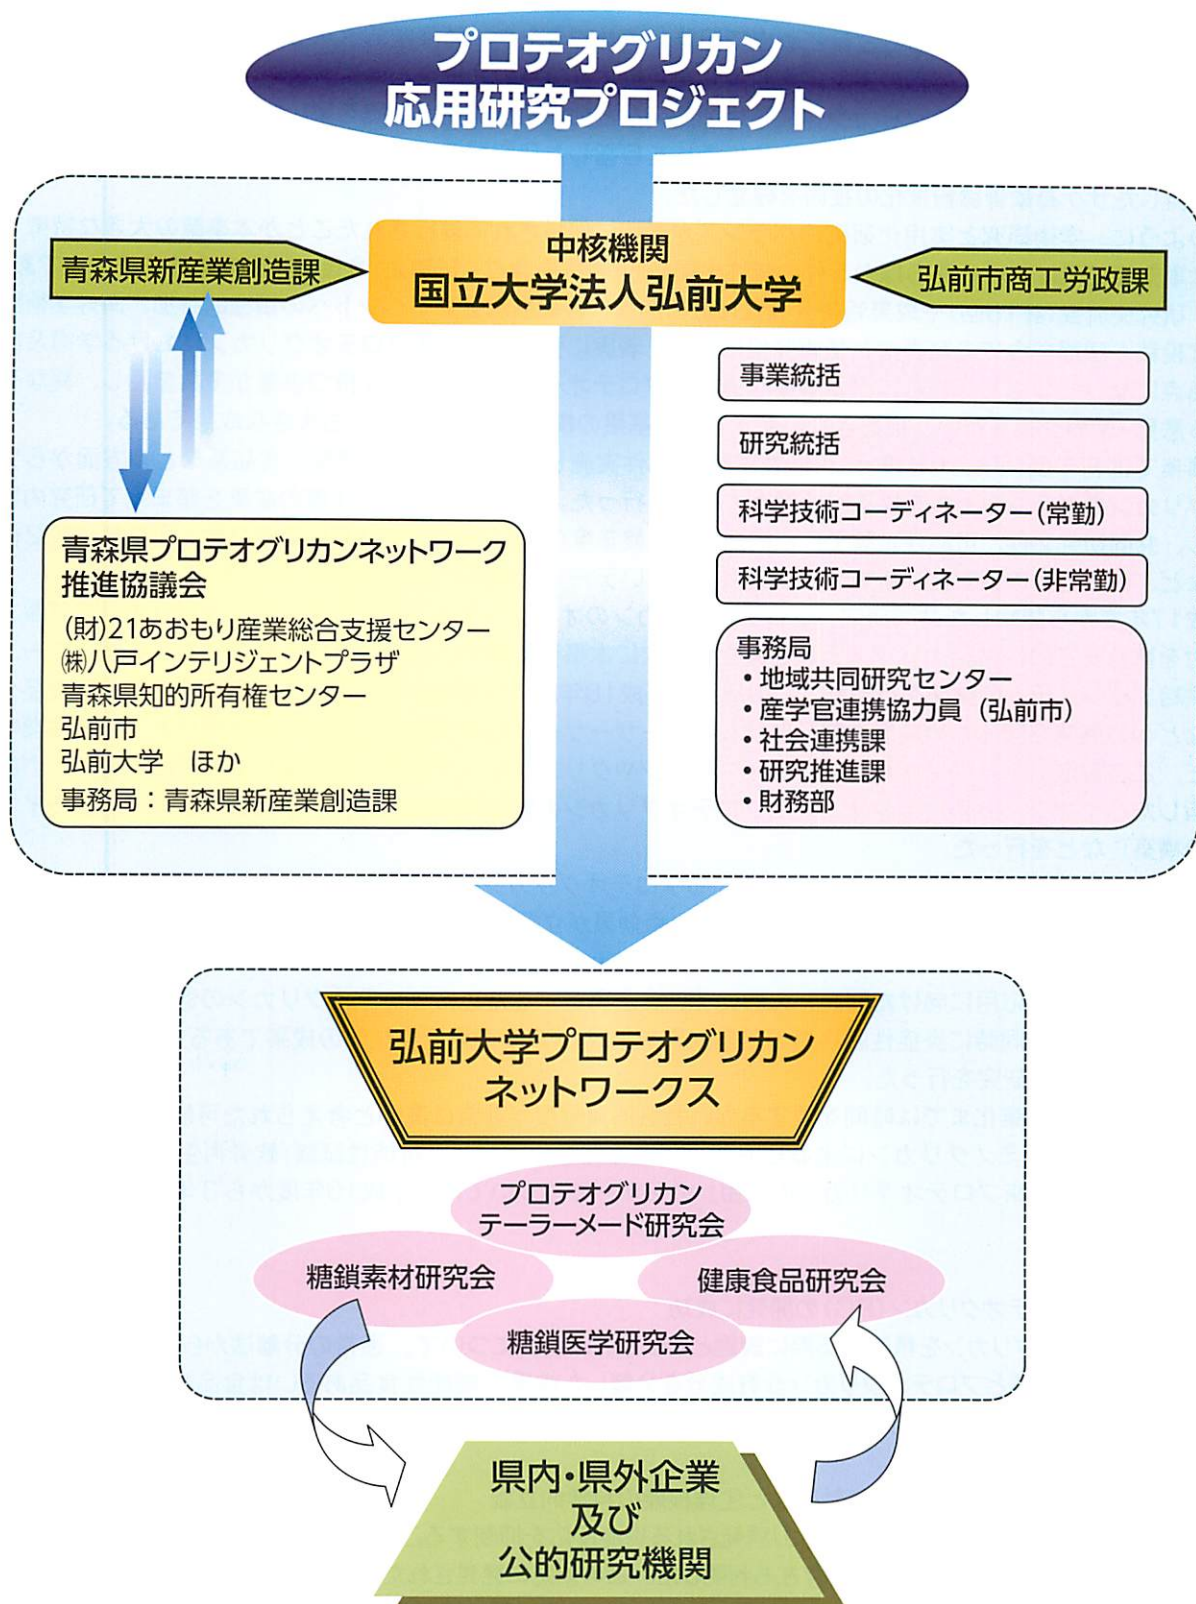 プロテオグリカン
応用研究プロジェクト
中核機関
国立大学法人弘前大学
青森県新産業創造課
弘前市商工労政課
事業統括
研究統括
科学技術コーディネーター(常勤)
科学技術コーディネーター(非常勤)
事務局
・地域共同研究センター
・産学官連携協力員(弘前市)
・社会連携課
・研究推進課
・財務部
青森県プロテオグリカンネットワーク
推進協議会
(財)21あおもり産業総合支援センター
㈱八戸インテリジェントプラザ
青森県知的所有権センター
弘前市
弘前大学　ほか
事務局：青森県新産業創造課
弘前大学プロテオグリカン
ネットワークス
プロテオグリカン
テーラーメード研究会
糖鎖素材研究会
健康食品研究会
糖鎖医学研究会
県内・県外企業
及び
公的研究機関